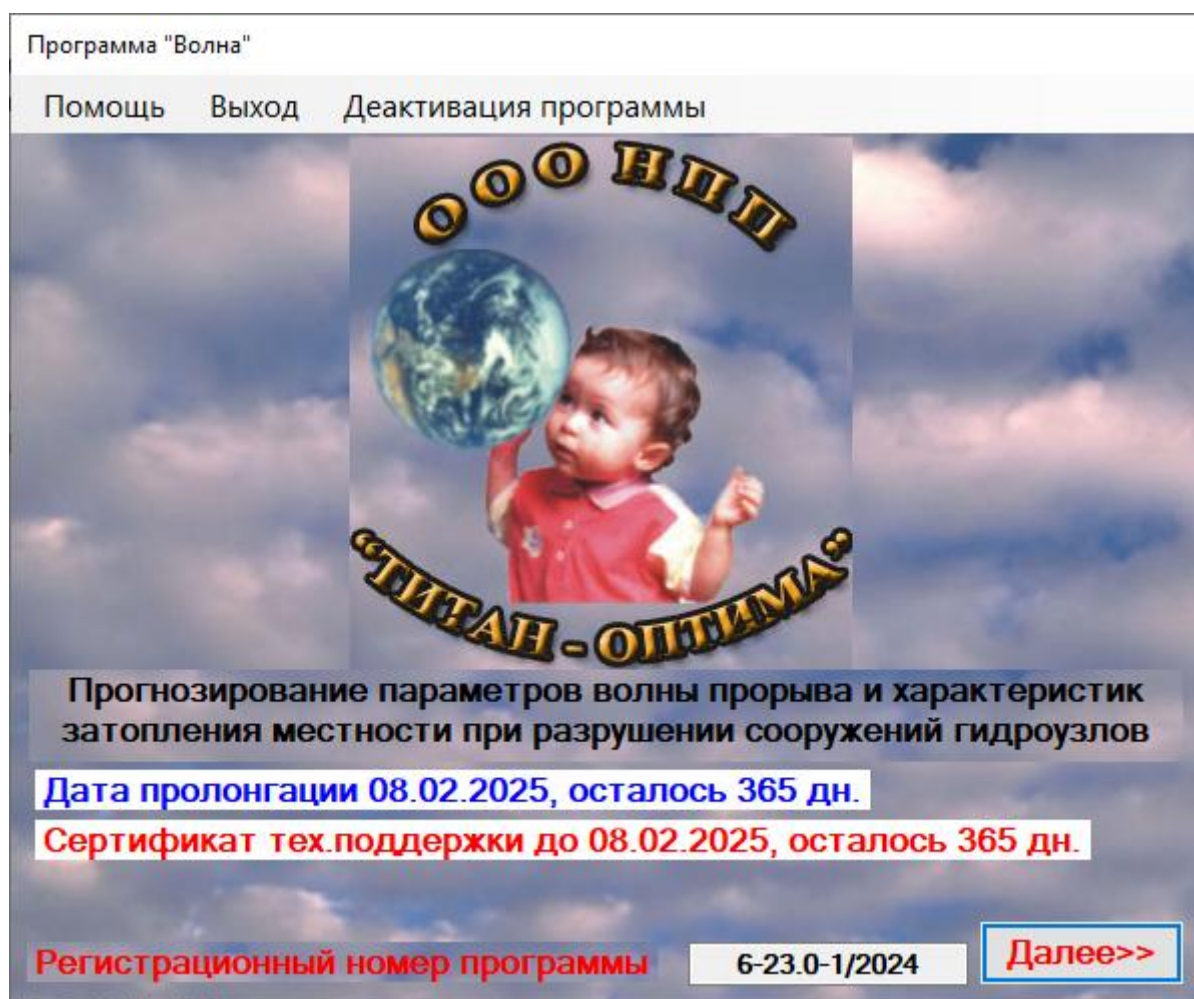 Программа "Волна"
Помощь Выход Деактивация программы
ООО НПП
“ТИТАН - ОПТИМА”
Прогнозирование параметров волны прорыва и характеристик
затопления местности при разрушении сооружений гидроузлов
Дата пролонгации 08.02.2025, осталось 365 дн.
Сертификат тех.поддержки до 08.02.2025, осталось 365 дн.
Регистрационный номер программы 6-23.0-1/2024 Далее>>